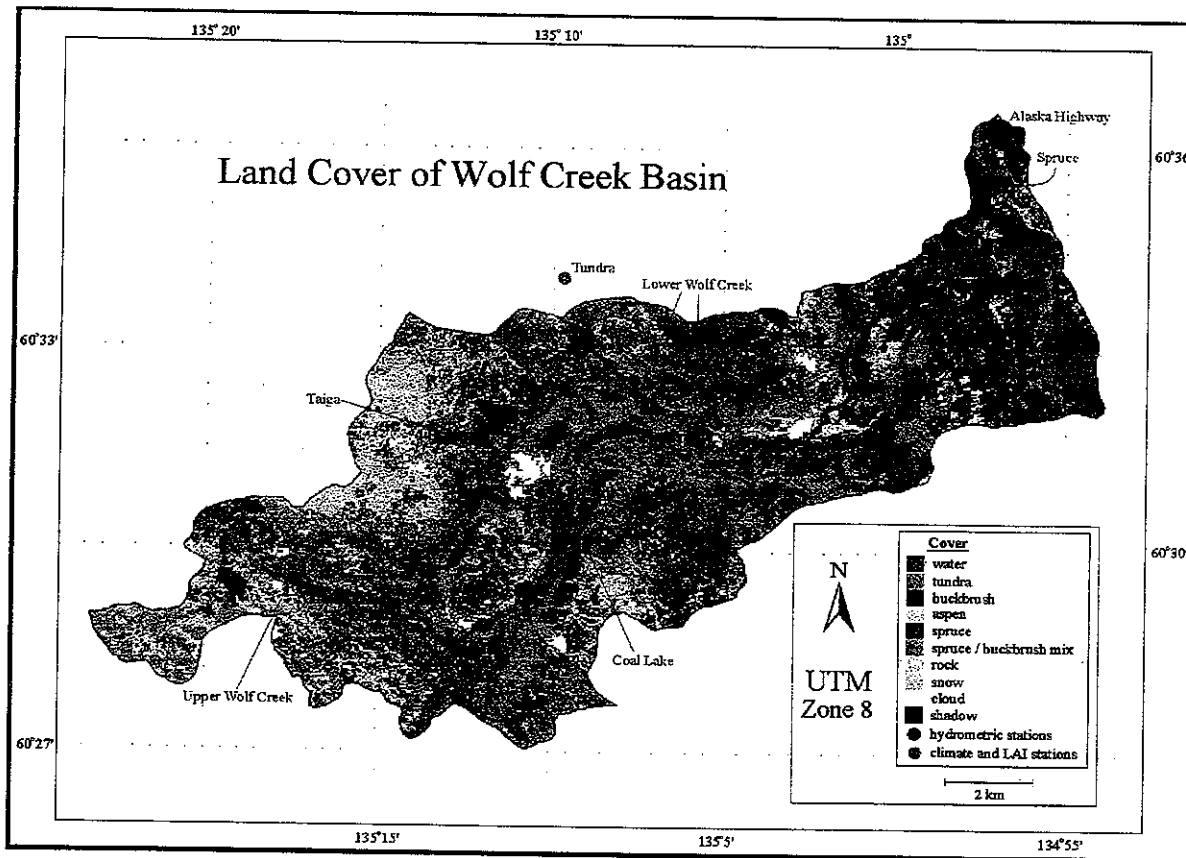 135° 20'
135° 10'
135°
Alaska Highway
60°36'
Spruce
Land Cover of Wolf Creek Basin
Tundra
Lower Wolf Creek
60°33'
Taiga
Cover
60°30'
water
N
tundra
buckbrush
aspen
spruce
spruce / buckbrush mix
Coal Lake
rock
UTM
snow
Upper Wolf Creek
cloud
Zone 8
shadow
hydrometric stations
60°27'
climate and LAI stations
2 km
135°15'
135°5'
134°55'